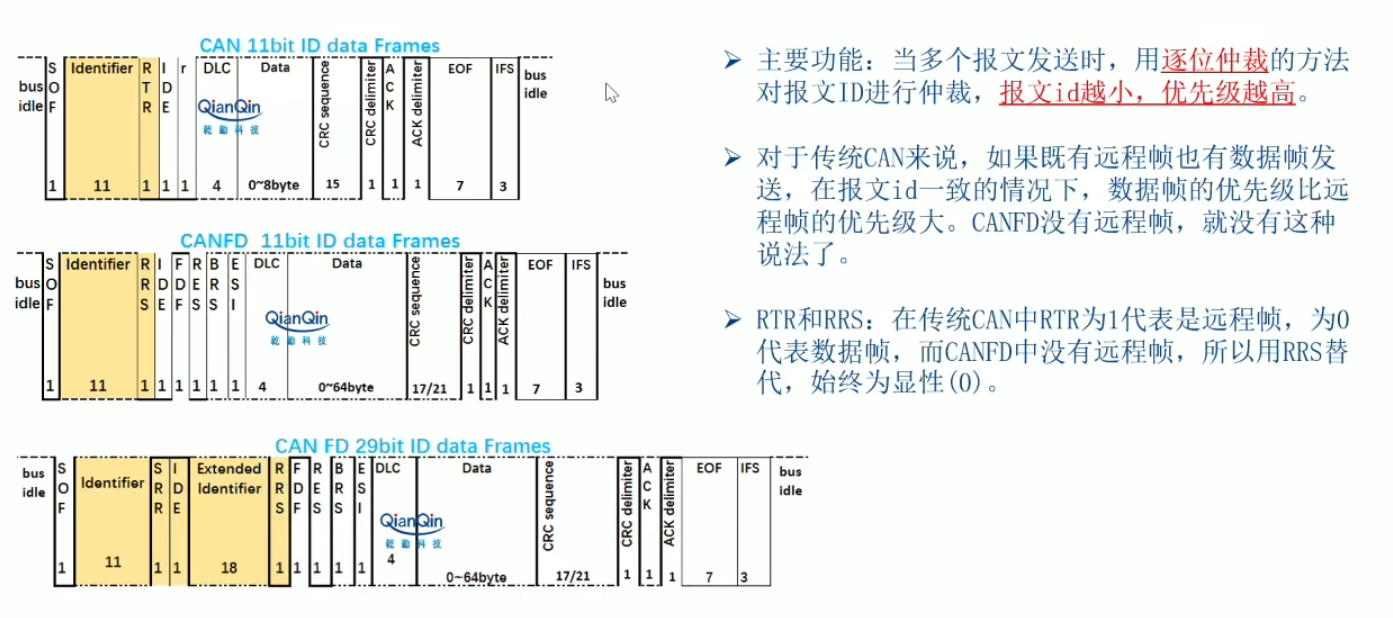 CAN 11bit ID data Frames
bus idle
SOF
Identifier
RTR
IDE
r
DLC
Data
CRC sequence
CRC delimiter
ACK
ACK delimiter
EOF
IFS
bus idle
QianQin
乾勤科技
1 11 1 1 1 4 0~8byte 15 1 1 1 7 3
CANFD 11bit ID data Frames
bus idle
SOF
Identifier
RRS
IDE
FDF
RES
BRS
ESI
DLC
Data
CRC sequence
CRC delimiter
ACK
ACK delimiter
EOF
IFS
bus idle
QianQin
乾勤科技
1 11 1 1 1 1 1 1 4 0~64byte 17/21 1 1 1 7 3
CAN FD 29bit ID data Frames
bus idle
SOF
Identifier
SRR
IDE
Extended Identifier
RRS
FDF
RES
BRS
ESI
DLC
Data
CRC sequence
CRC delimiter
ACK
ACK delimiter
EOF
IFS
bus idle
QianQin
乾勤科技
1 11 1 1 18 1 1 1 1 1 4 0~64byte 17/21 1 1 1 7 3
➢ 主要功能：当多个报文发送时，用逐位仲裁的方法
对报文ID进行仲裁，报文id越小，优先级越高。
➢ 对于传统CAN来说，如果既有远程帧也有数据帧发
送，在报文id一致的情况下，数据帧的优先级比远
程帧的优先级大。CANFD没有远程帧，就没有这种
说法了。
➢ RTR和RRS：在传统CAN中RTR为1代表是远程帧，为0
代表数据帧，而CANFD中没有远程帧，所以用RRS替
代，始终为显性(0)。